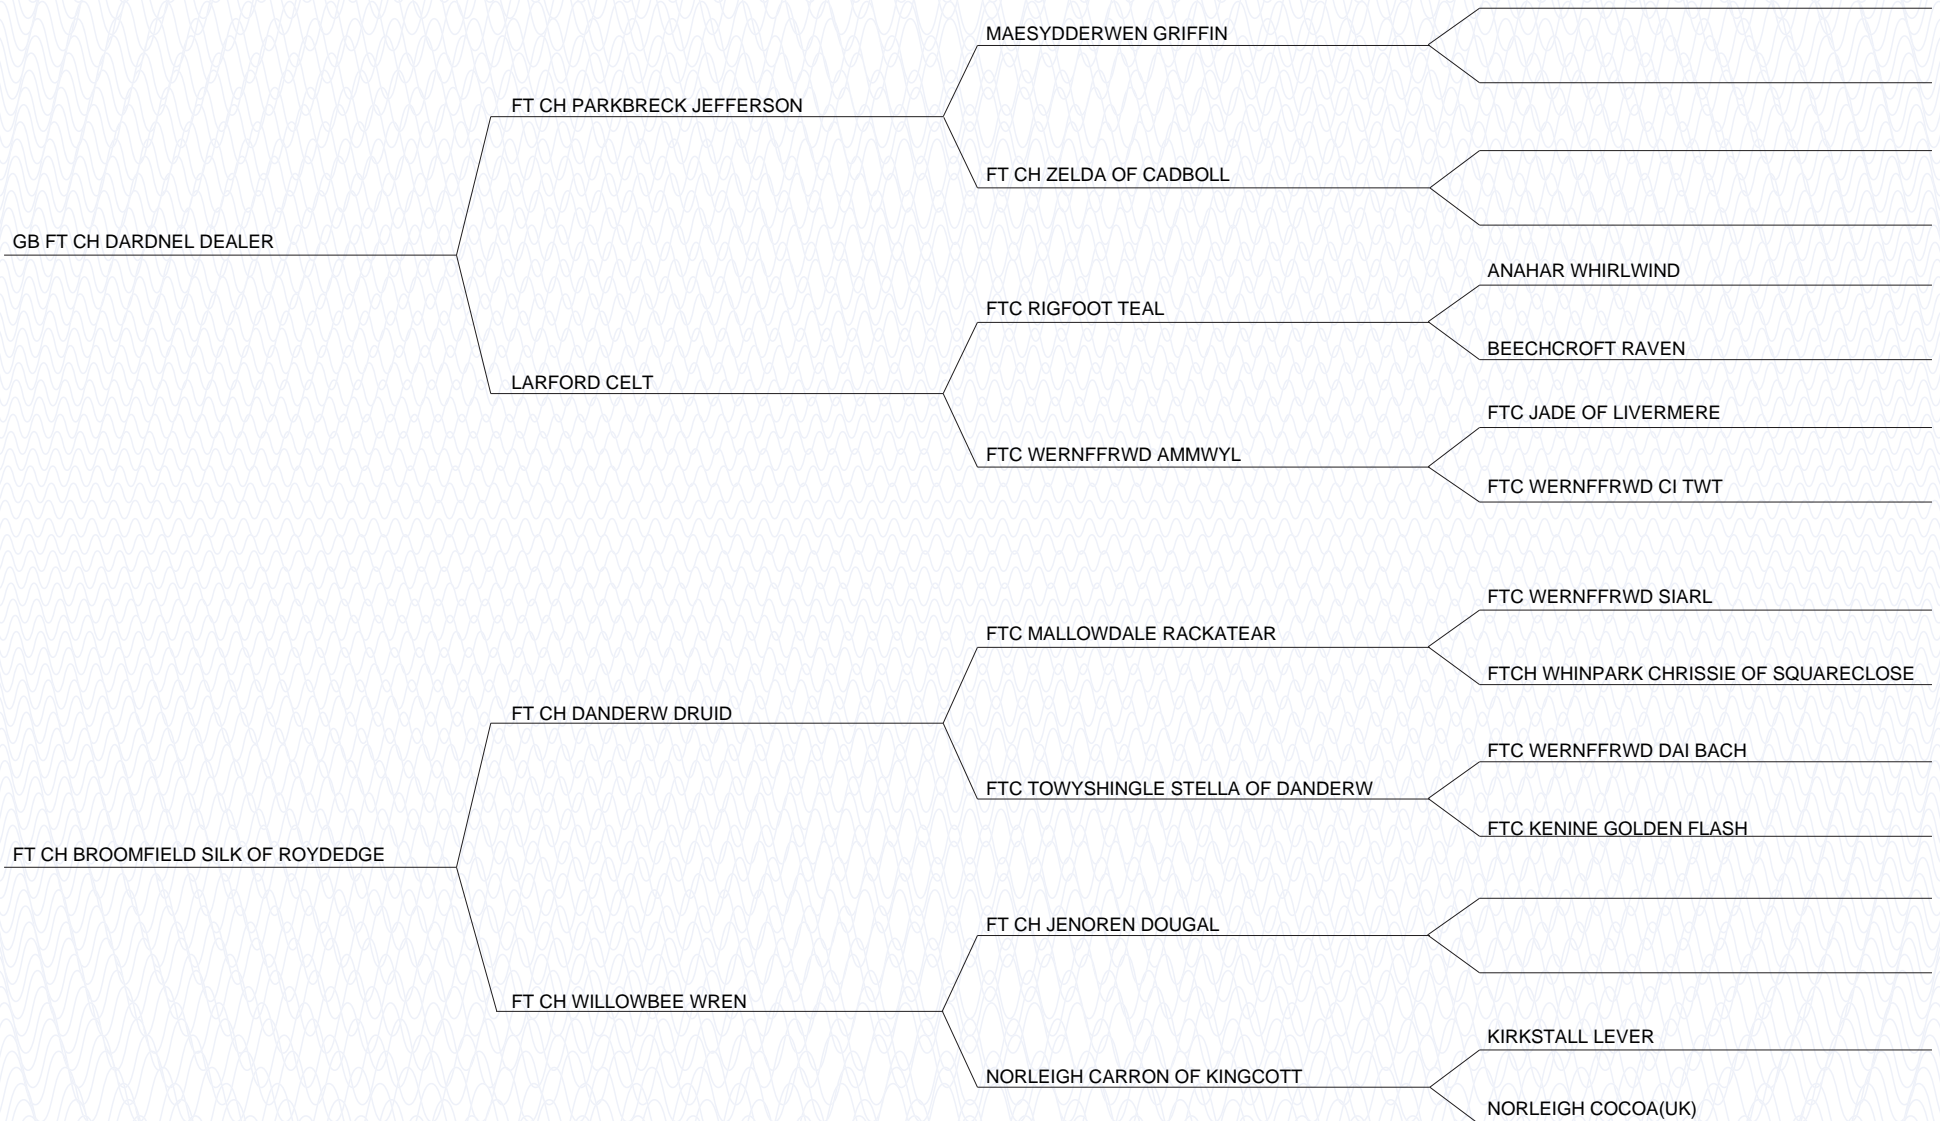 MAESYDDERWEN GRIFFIN
FT CH PARKBRECK JEFFERSON
FT CH ZELDA OF CADBOLL
GB FT CH DARDNEL DEALER
ANAHAR WHIRLWIND
FTC RIGFOOT TEAL
BEECHCROFT RAVEN
LARFORD CELT
FTC JADE OF LIVERMERE
FTC WERNFFRWD AMMWYL
FTC WERNFFRWD CI TWT
FTC WERNFFRWD SIARL
FTC MALLOWDALE RACKATEAR
FTCH WHINPARK CHRISSIE OF SQUARECLOSE
FT CH DANDERW DRUID
FTC WERNFFRWD DAI BACH
FTC TOWYSHINGLE STELLA OF DANDERW
FTC KENINE GOLDEN FLASH
FT CH BROOMFIELD SILK OF ROYDEDGE
FT CH JENOREN DOUGAL
FT CH WILLOWBEE WREN
KIRKSTALL LEVER
NORLEIGH CARRON OF KINGCOTT
NORLEIGH COCOA(UK)